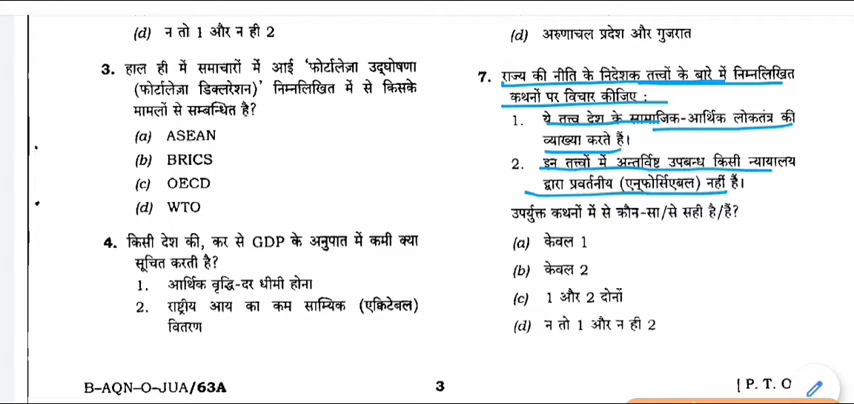 (d) न तो 1 और न ही 2
3. हाल ही में समाचारों में आई 'फोर्टालेज़ा उद्घोषणा
(फोर्टालेज़ा डिक्लरेशन)' निम्नलिखित में से किसके
मामलों से सम्बन्धित है?
(a) ASEAN
(b) BRICS
(c) OECD
(d) WTO
4. किसी देश की, कर से GDP के अनुपात में कमी क्या
सूचित करती है?
1. आर्थिक वृद्धि-दर धीमी होना
2. राष्ट्रीय आय का कम साम्यिक (एक्विटेबल)
वितरण
(d) अरुणाचल प्रदेश और गुजरात
7. राज्य की नीति के निदेशक तत्त्वों के बारे में निम्नलिखित
कथनों पर विचार कीजिए :
1. ये तत्त्व देश के सामाजिक-आर्थिक लोकतंत्र की
व्याख्या करते हैं।
2. इन तत्त्वों में अन्तर्विष्ट उपबन्ध किसी न्यायालय
द्वारा प्रवर्तनीय (एन्फोर्सिएबल) नहीं हैं।
उपर्युक्त कथनों में से कौन-सा/से सही है/हैं?
(a) केवल 1
(b) केवल 2
(c) 1 और 2 दोनों
(d) न तो 1 और न ही 2
B–AQN–O–JUA/63A
3
[ P. T. O